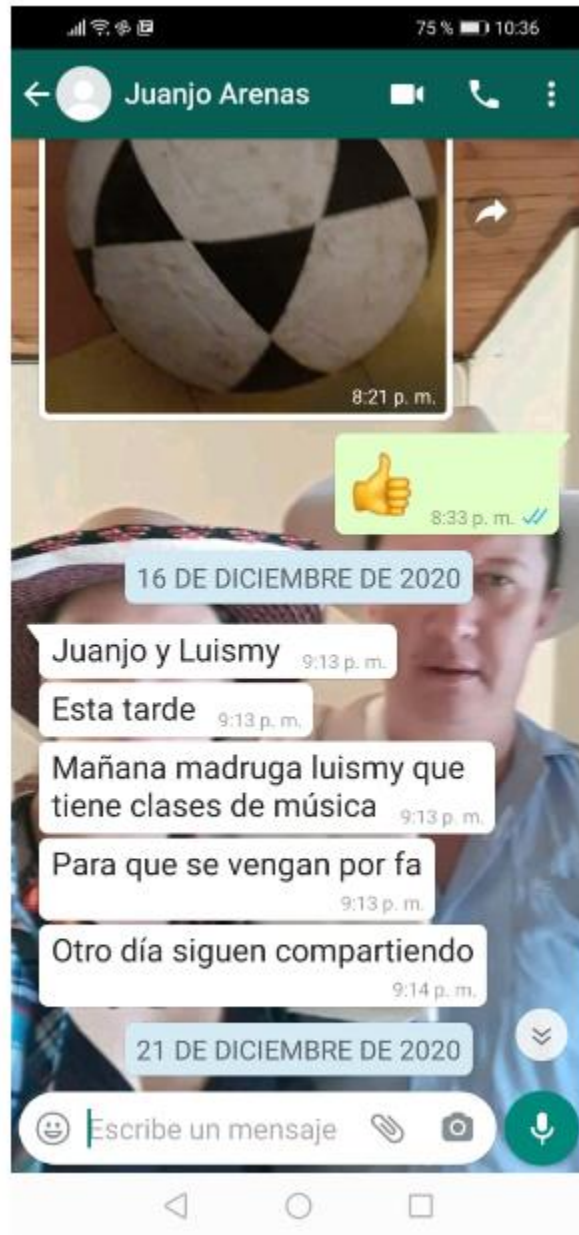 75 % 10:36
Juanjo Arenas
8:21 p. m.
8:33 p. m.
16 DE DICIEMBRE DE 2020
Juanjo y Luismy 9:13 p. m.
Esta tarde 9:13 p. m.
Mañana madruga luismy que
tiene clases de música 9:13 p. m.
Para que se vengan por fa
9:13 p. m.
Otro día siguen compartiendo
9:14 p. m.
21 DE DICIEMBRE DE 2020
Escribe un mensaje